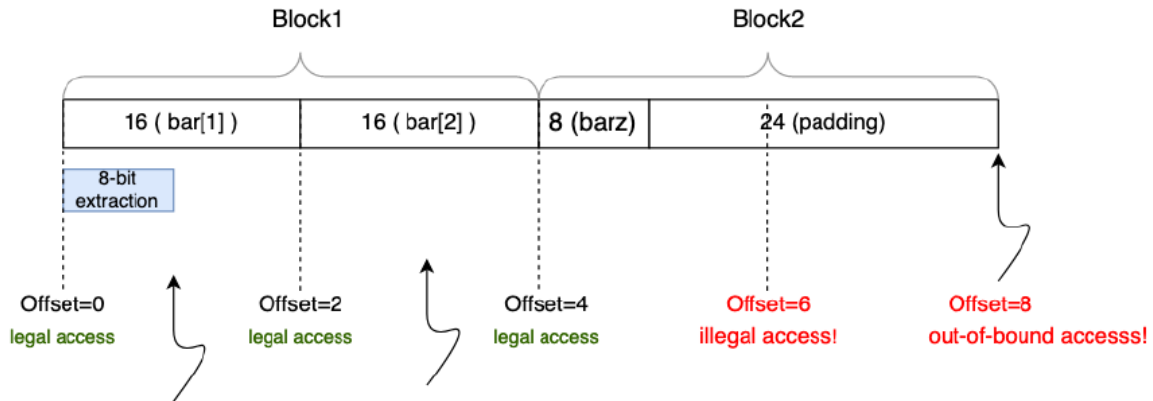 Block1
Block2
16 ( bar[1] )
16 ( bar[2] )
8 (barz)
24 (padding)
8-bit
extraction
Offset=0
Offset=2
Offset=4
Offset=6
Offset=8
legal access
legal access
legal access
illegal access!
out-of-bound accesss!